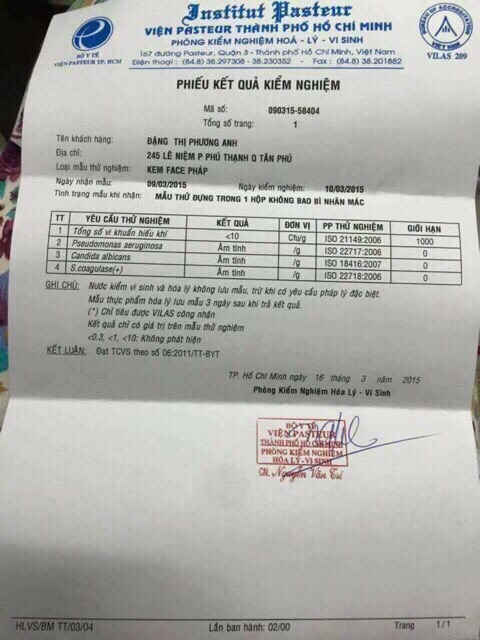 Institut Pasteur
VIỆN PASTEUR THÀNH PHỐ HỒ CHÍ MINH
PHÒNG KIỂM NGHIỆM HOÁ - LÝ - VI SINH
167 đường Pasteur, Quận 3 - Thành phố Hồ Chí Minh, Việt Nam
Điện thoại : (84.8) 38.297308 - 38.202352 - Fax : (84.8) 38.201882
BỘ Y TẾ
VIỆN PASTEUR TP. HCM
BUREAU OF ACCREDITATION
VIET NAM
VILAS 209
PHIẾU KẾT QUẢ KIỂM NGHIỆM
Mã số: 090315-58404
Tổng số trang: 1
Tên khách hàng: ĐẶNG THỊ PHƯƠNG ANH
Địa chỉ: 245 LÊ NIỆM P PHÚ THẠNH Q TÂN PHÚ
Loại mẫu thử nghiệm: KEM FACE PHÁP
Ngày nhận mẫu: 09/03/2015 Ngày kiểm nghiệm: 10/03/2015
Tình trạng mẫu khi nhận: MẪU THỬ ĐỰNG TRONG 1 HỘP KHÔNG BAO BÌ NHÃN MÁC
TT YÊU CẦU THỬ NGHIỆM KẾT QUẢ ĐƠN VỊ PP THỬ NGHIỆM GIỚI HẠN
1 Tổng số vi khuẩn hiếu khí <10 Cfu/g ISO 21149:2006 1000
2 Pseudomonas aeruginosa Âm tính /g ISO 22717:2006 0
3 Candida albicans Âm tính /g ISO 18416:2007 0
4 S.coagulase(+) Âm tính /g ISO 22718:2006 0
GHI CHÚ: Nước kiểm vi sinh và hóa lý không lưu mẫu, trừ khi có yêu cầu pháp lý đặc biệt.
Mẫu thực phẩm hóa lý lưu mẫu 3 ngày sau khi trả kết quả.
(*) Chỉ tiêu được VILAS công nhận
Kết quả chỉ có giá trị trên mẫu thử nghiệm
<0.3, <1, <10: Không phát hiện
KẾT LUẬN: Đạt TCVS theo số 06:2011/TT-BYT
TP. Hồ Chí Minh ngày 16 tháng 3 năm 2015
Phòng Kiểm Nghiệm Hóa Lý - Vi Sinh
BỘ Y TẾ
VIỆN PASTEUR
THÀNH PHỐ HỒ CHÍ MINH
PHÒNG KIỂM NGHIỆM
HÓA LÝ - VI SINH
CN. Nguyễn Văn Trí
HLVS/BM TT/03/04 Lần ban hành: 02/00 Trang 1/1